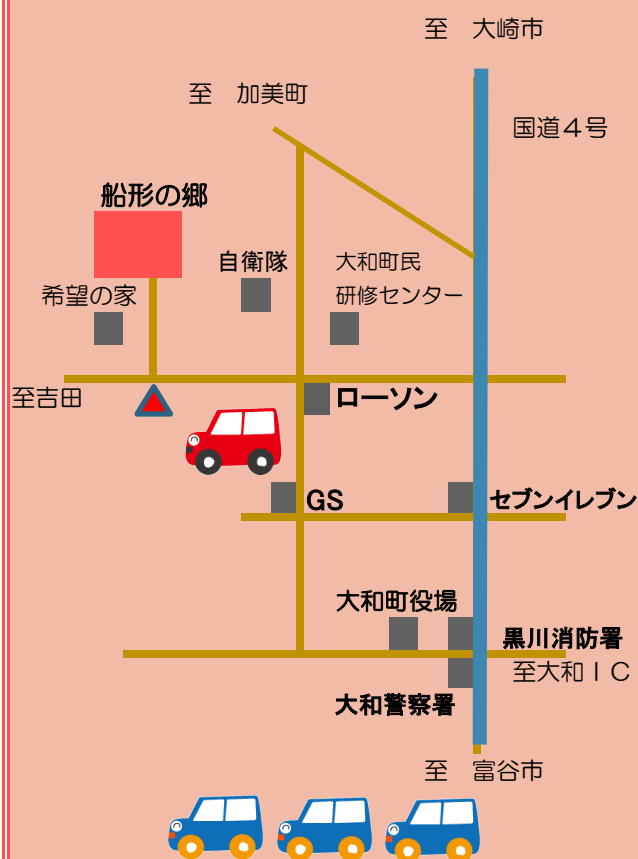 至　大崎市
至　加美町
国道４号
船形の郷
自衛隊
大和町民
研修センター
希望の家
至吉田
ローソン
GS
セブンイレブン
大和町役場
黒川消防署
至大和ＩＣ
大和警察署
至　富谷市